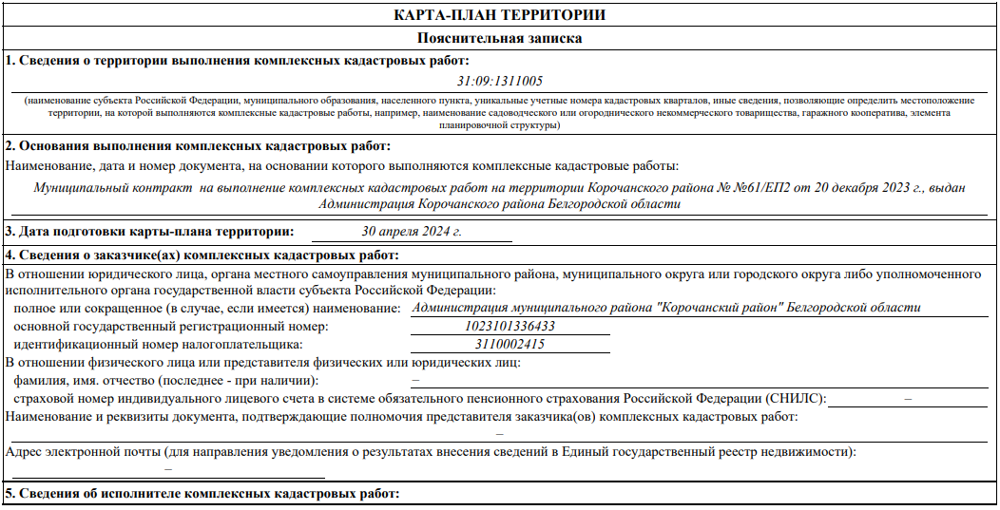 КАРТА-ПЛАН ТЕРРИТОРИИ
Пояснительная записка
1. Сведения о территории выполнения комплексных кадастровых работ:
31:09:1311005
(наименование субъекта Российской Федерации, муниципального образования, населенного пункта, уникальные учетные номера кадастровых кварталов, иные сведения, позволяющие определить местоположение
территории, на которой выполняются комплексные кадастровые работы, например, наименование садоводческого или огороднического некоммерческого товарищества, гаражного кооператива, элемента
планировочной структуры)
2. Основания выполнения комплексных кадастровых работ:
Наименование, дата и номер документа, на основании которого выполняются комплексные кадастровые работы:
Муниципальный контракт  на выполнение комплексных кадастровых работ на территории Корочанского района № №61/ЕП2 от 20 декабря 2023 г., выдан
Администрация Корочанского района Белгородской области
3. Дата подготовки карты-плана территории: 30 апреля 2024 г.
4. Сведения о заказчике(ах) комплексных кадастровых работ:
В отношении юридического лица, органа местного самоуправления муниципального района, муниципального округа или городского округа либо уполномоченного
исполнительного органа государственной власти субъекта Российской Федерации:
полное или сокращенное (в случае, если имеется) наименование: Администрация муниципального района "Корочанский район" Белгородской области
основной государственный регистрационный номер: 1023101336433
идентификационный номер налогоплательщика: 3110002415
В отношении физического лица или представителя физических или юридических лиц:
фамилия, имя. отчество (последнее - при наличии): –
страховой номер индивидуального лицевого счета в системе обязательного пенсионного страхования Российской Федерации (СНИЛС): –
Наименование и реквизиты документа, подтверждающие полномочия представителя заказчика(ов) комплексных кадастровых работ:
–
Адрес электронной почты (для направления уведомления о результатах внесения сведений в Единый государственный реестр недвижимости):
–
5. Сведения об исполнителе комплексных кадастровых работ: